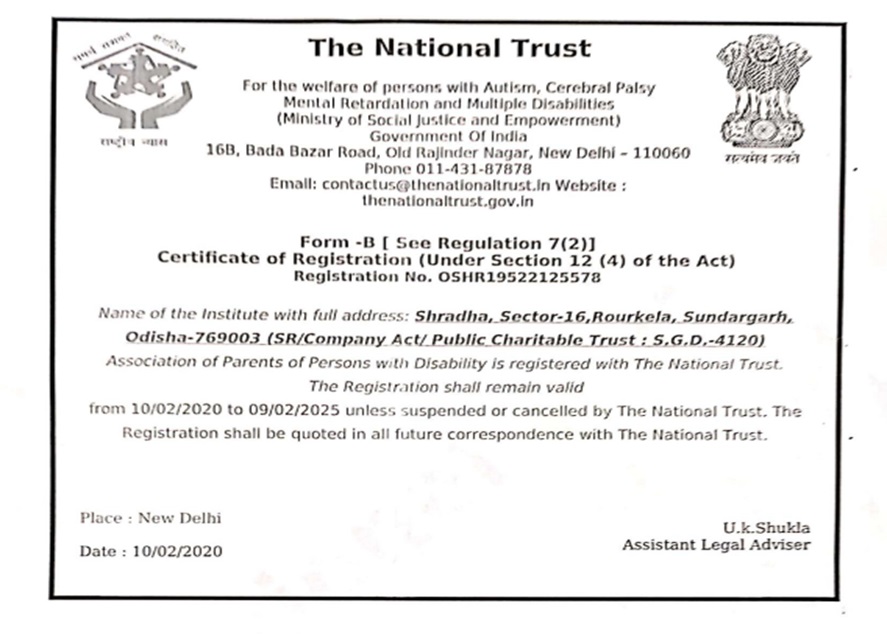 The National Trust
समर्थ समावेश समर्पित
राष्ट्रीय न्यास
For the welfare of persons with Autism, Cerebral Palsy
Mental Retardation and Multiple Disabilities
(Ministry of Social Justice and Empowerment)
Government Of India
16B, Bada Bazar Road, Old Rajinder Nagar, New Delhi – 110060
Phone 011-431-87878
Email: contactus@thenationaltrust.in Website :
thenationaltrust.gov.in
सत्यमेव जयते
Form -B [ See Regulation 7(2)]
Certificate of Registration (Under Section 12 (4) of the Act)
Registration No. OSHR19522125578
Name of the Institute with full address: Shradha, Sector-16,Rourkela, Sundargarh,
Odisha-769003 (SR/Company Act/ Public Charitable Trust : S.G.D.-4120)
Association of Parents of Persons with Disability is registered with The National Trust.
The Registration shall remain valid
from 10/02/2020 to 09/02/2025 unless suspended or cancelled by The National Trust. The
Registration shall be quoted in all future correspondence with The National Trust.
Place : New Delhi
Date : 10/02/2020
U.k.Shukla
Assistant Legal Adviser